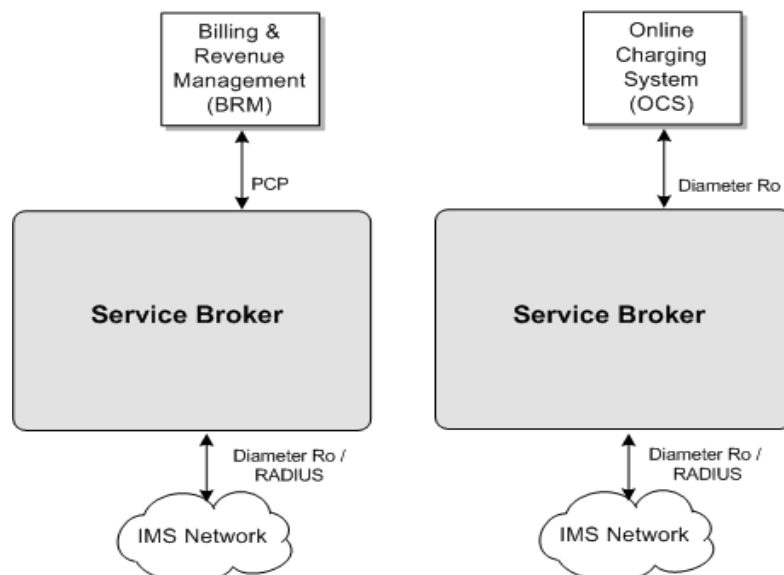 Billing &
Revenue
Management
(BRM)
PCP
Service Broker
Diameter Ro /
RADIUS
IMS Network
Online
Charging
System
(OCS)
Diameter Ro
Service Broker
Diameter Ro /
RADIUS
IMS Network